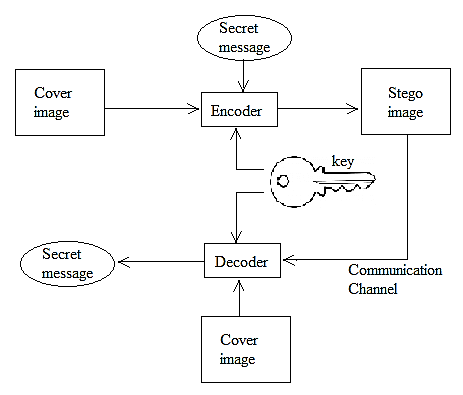 Secret
message
Cover
image
Encoder
Stego
image
key
Secret
message
Decoder
Communication
Channel
Cover
image